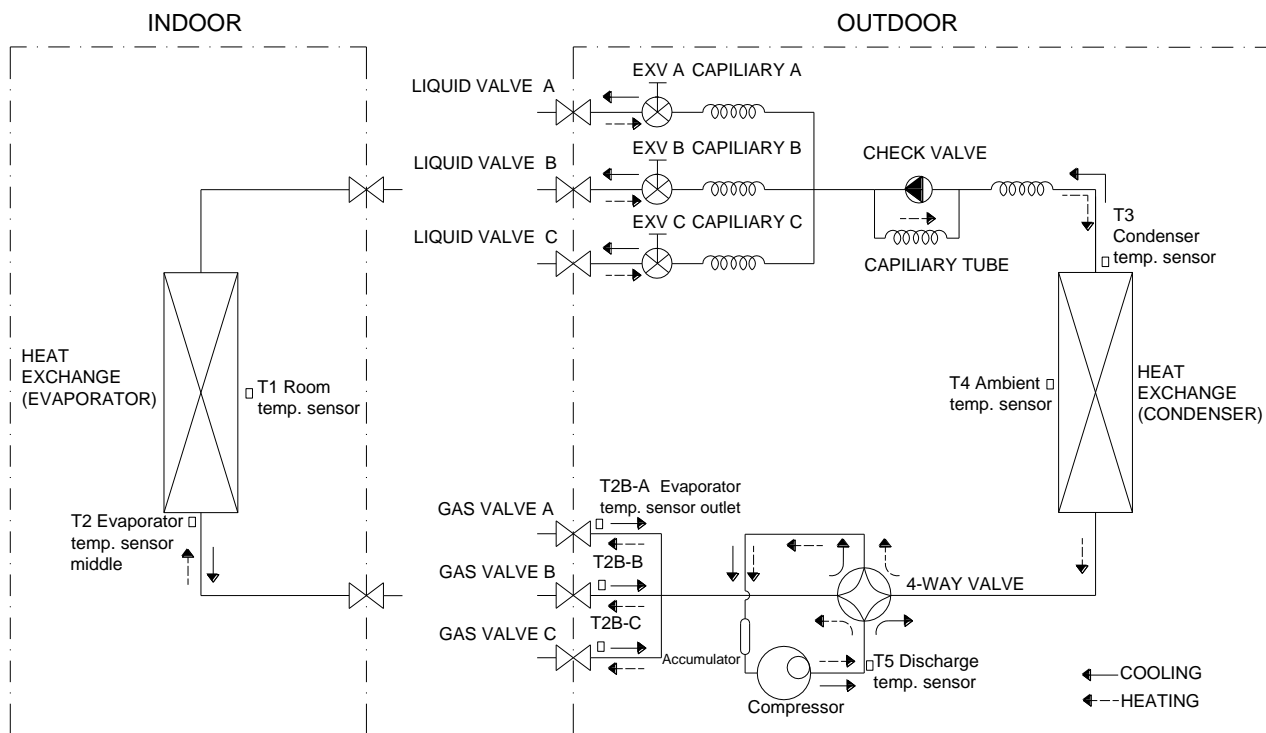 INDOOR
OUTDOOR
LIQUID VALVE A
EXV A CAPILIARY A
LIQUID VALVE B
EXV B CAPILIARY B
CHECK VALVE
LIQUID VALVE C
EXV C CAPILIARY C
CAPILIARY TUBE
T3
Condenser
temp. sensor
HEAT
EXCHANGE
(EVAPORATOR)
T1 Room
temp. sensor
T4 Ambient
temp. sensor
HEAT
EXCHANGE
(CONDENSER)
T2 Evaporator
temp. sensor
middle
GAS VALVE A
T2B-A Evaporator
temp. sensor outlet
GAS VALVE B
T2B-B
4-WAY VALVE
GAS VALVE C
T2B-C
Accumulator
T5 Discharge
temp. sensor
Compressor
COOLING
HEATING